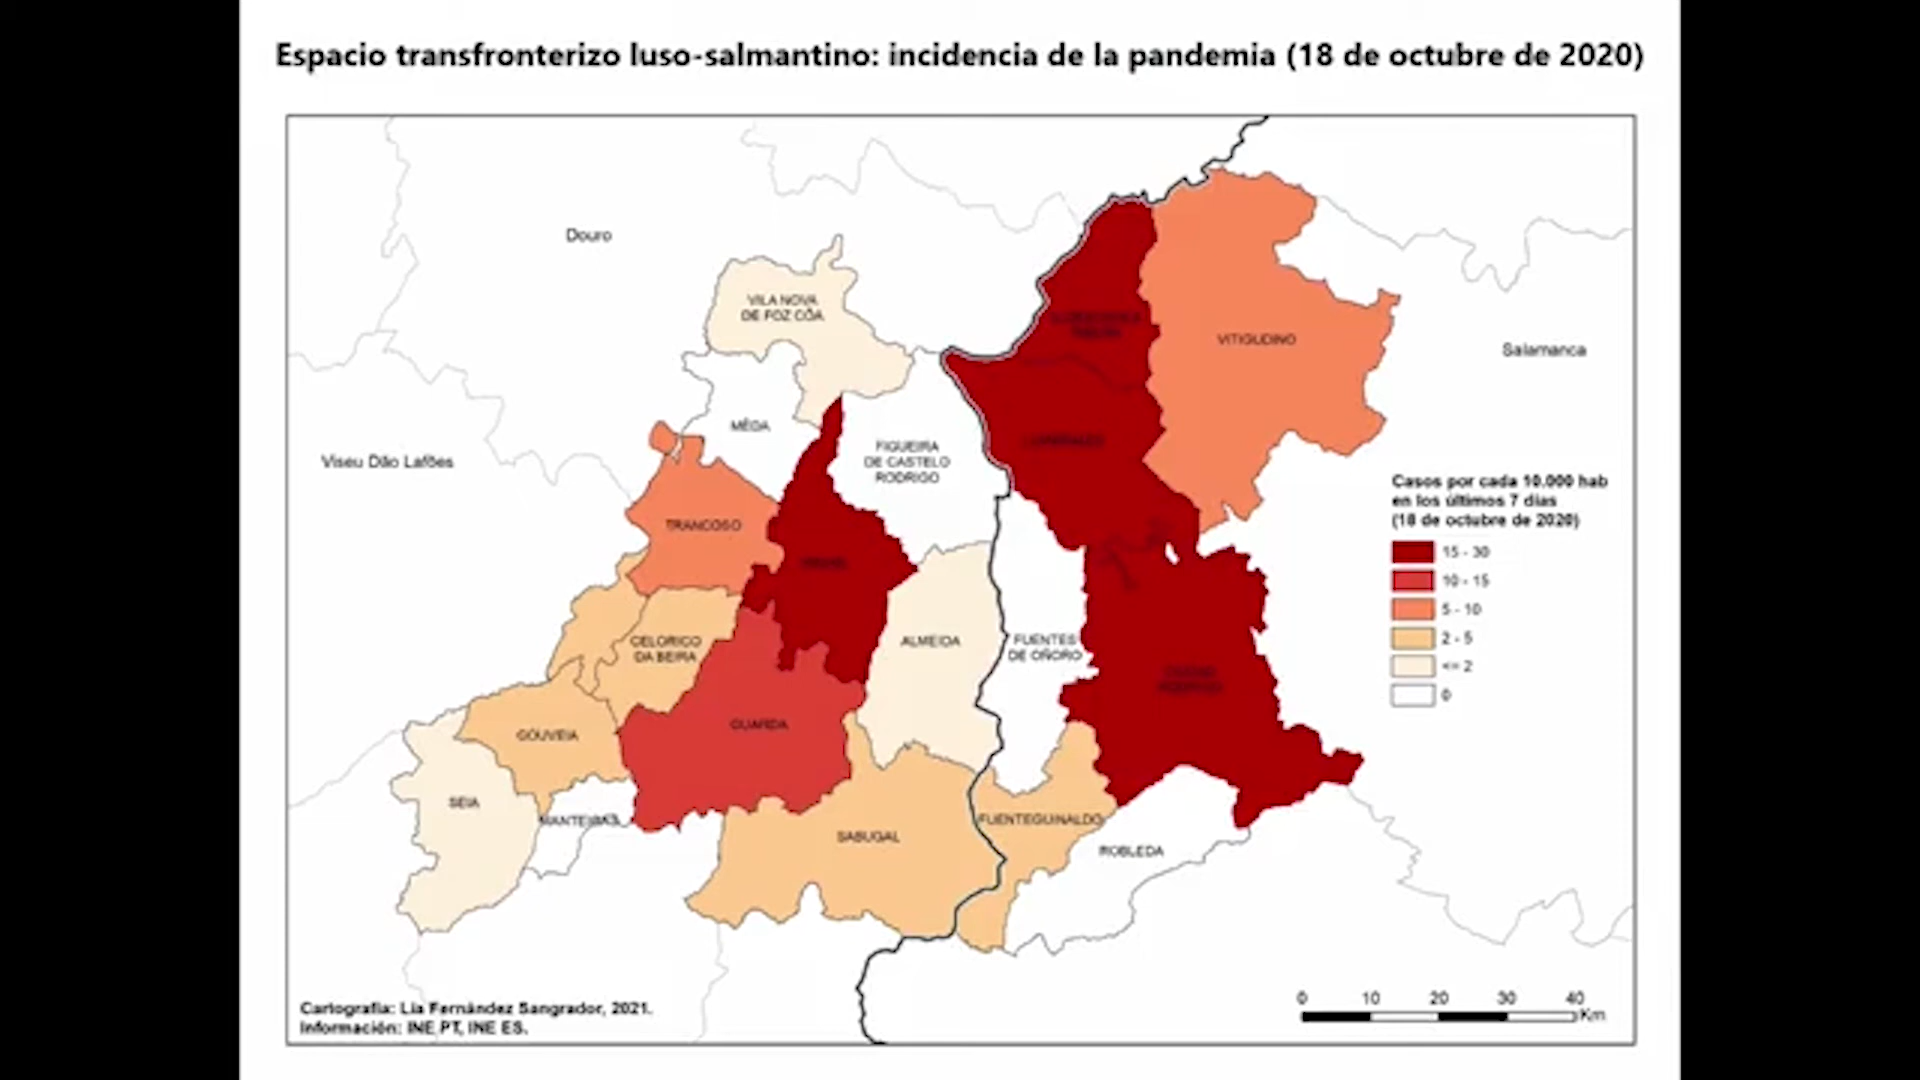 Espacio transfronterizo luso-salmantino: incidencia de la pandemia (18 de octubre de 2020)
Douro
VILA NOVA
DE FOZ CÔA
VITIGUDINO
Salamanca
MÊDA
FIGUEIRA
DE CASTELO
RODRIGO
Viseu Dão Lafões
LUMBRALES
TRANCOSO
Casos por cada 10.000 hab
en los últimos 7 días
(18 de octubre de 2020)
15 - 30
10 - 15
5 - 10
2 - 5
<= 2
0
CELORICO
DA BEIRA
ALMEIDA
FUENTES
DE OÑORO
CIUDAD
RODRIGO
GUARDA
GOUVEIA
SEIA
MANTEIGAS
SABUGAL
FUENTEGUINALDO
ROBLEDA
Cartografía: Lía Fernández Sangrador, 2021.
Información: INE PT, INE ES.
0 10 20 30 40
Km